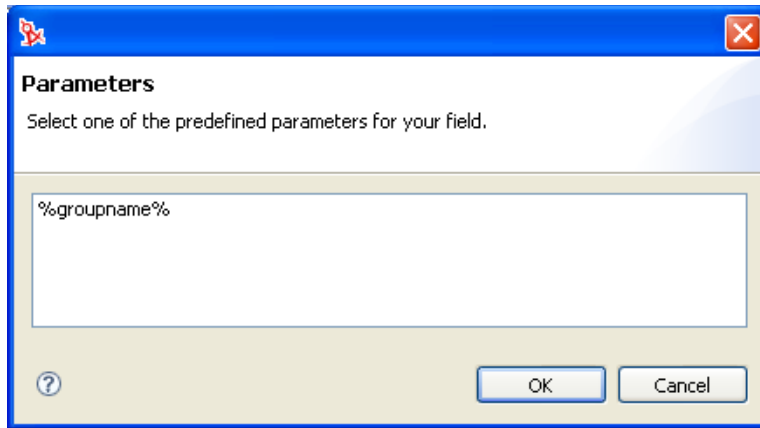 Parameters
Select one of the predefined parameters for your field.
%groupname%
?
OK Cancel